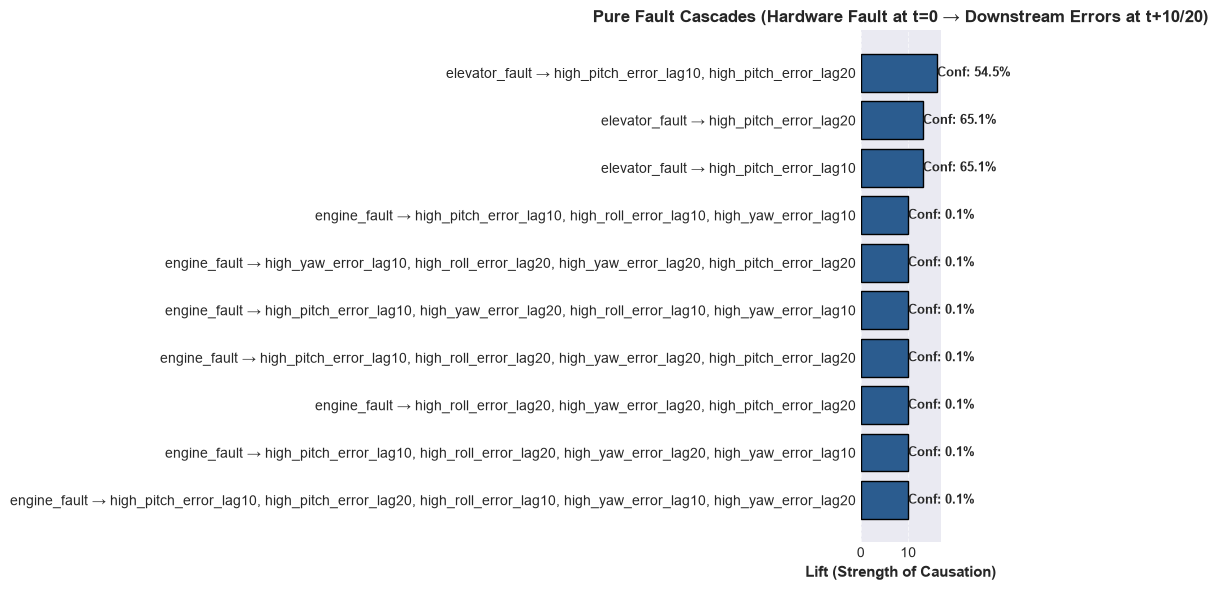 Pure Fault Cascades (Hardware Fault at t=0 → Downstream Errors at t+10/20)
elevator_fault → high_pitch_error_lag10, high_pitch_error_lag20 Conf: 54.5%
elevator_fault → high_pitch_error_lag20 Conf: 65.1%
elevator_fault → high_pitch_error_lag10 Conf: 65.1%
engine_fault → high_pitch_error_lag10, high_roll_error_lag10, high_yaw_error_lag10 Conf: 0.1%
engine_fault → high_yaw_error_lag10, high_roll_error_lag20, high_yaw_error_lag20, high_pitch_error_lag20 Conf: 0.1%
engine_fault → high_pitch_error_lag10, high_yaw_error_lag20, high_roll_error_lag10, high_yaw_error_lag10 Conf: 0.1%
engine_fault → high_pitch_error_lag10, high_roll_error_lag20, high_yaw_error_lag20, high_pitch_error_lag20 Conf: 0.1%
engine_fault → high_roll_error_lag20, high_yaw_error_lag20, high_pitch_error_lag20 Conf: 0.1%
engine_fault → high_pitch_error_lag10, high_roll_error_lag20, high_yaw_error_lag20, high_yaw_error_lag10 Conf: 0.1%
engine_fault → high_pitch_error_lag10, high_pitch_error_lag20, high_roll_error_lag10, high_yaw_error_lag10, high_yaw_error_lag20 Conf: 0.1%
0 10
Lift (Strength of Causation)